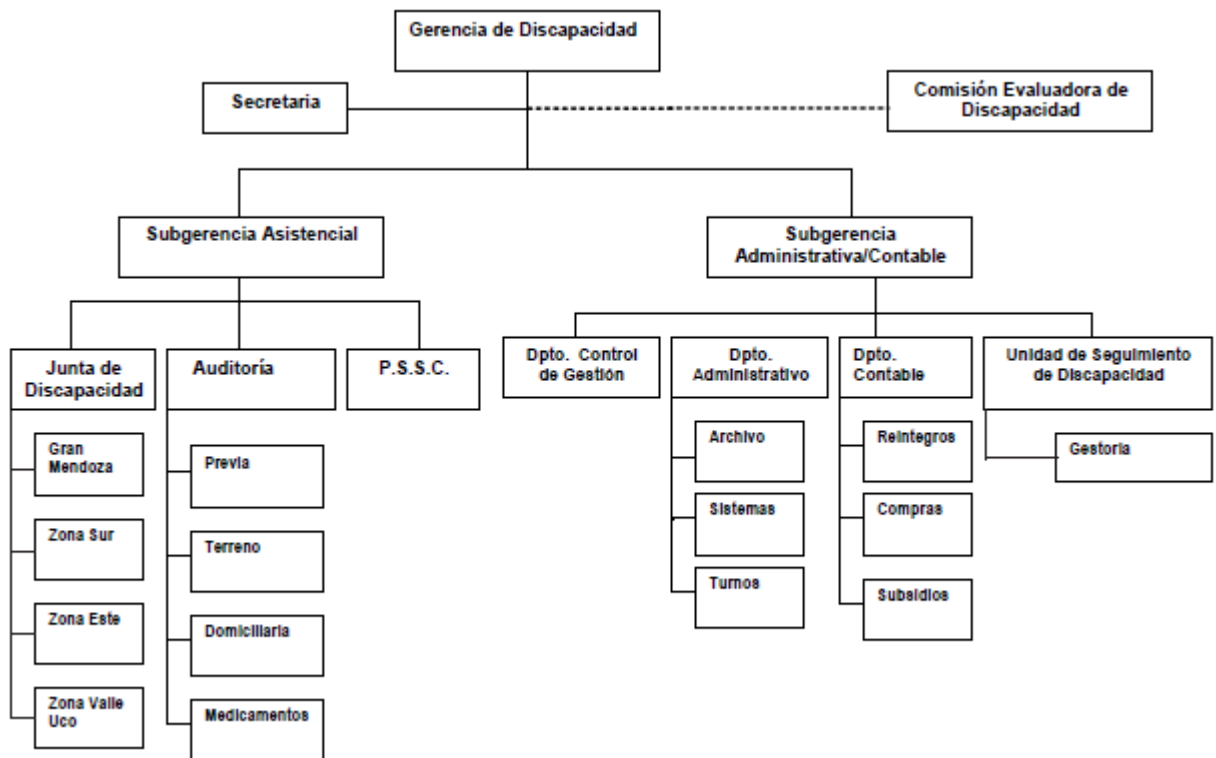 Gerencia de Discapacidad
Secretaria
Comisión Evaluadora de
Discapacidad
Subgerencia Asistencial
Subgerencia
Administrativa/Contable
Junta de
Discapacidad
Auditoría
P.S.S.C.
Dpto. Control
de Gestión
Dpto.
Administrativo
Dpto.
Contable
Unidad de Seguimiento
de Discapacidad
Gran
Mendoza
Zona Sur
Zona Este
Zona Valle
Uco
Previa
Terreno
Domiciliaria
Medicamentos
Archivo
Sistemas
Turnos
Reintegros
Compras
Subsidios
Gestoria